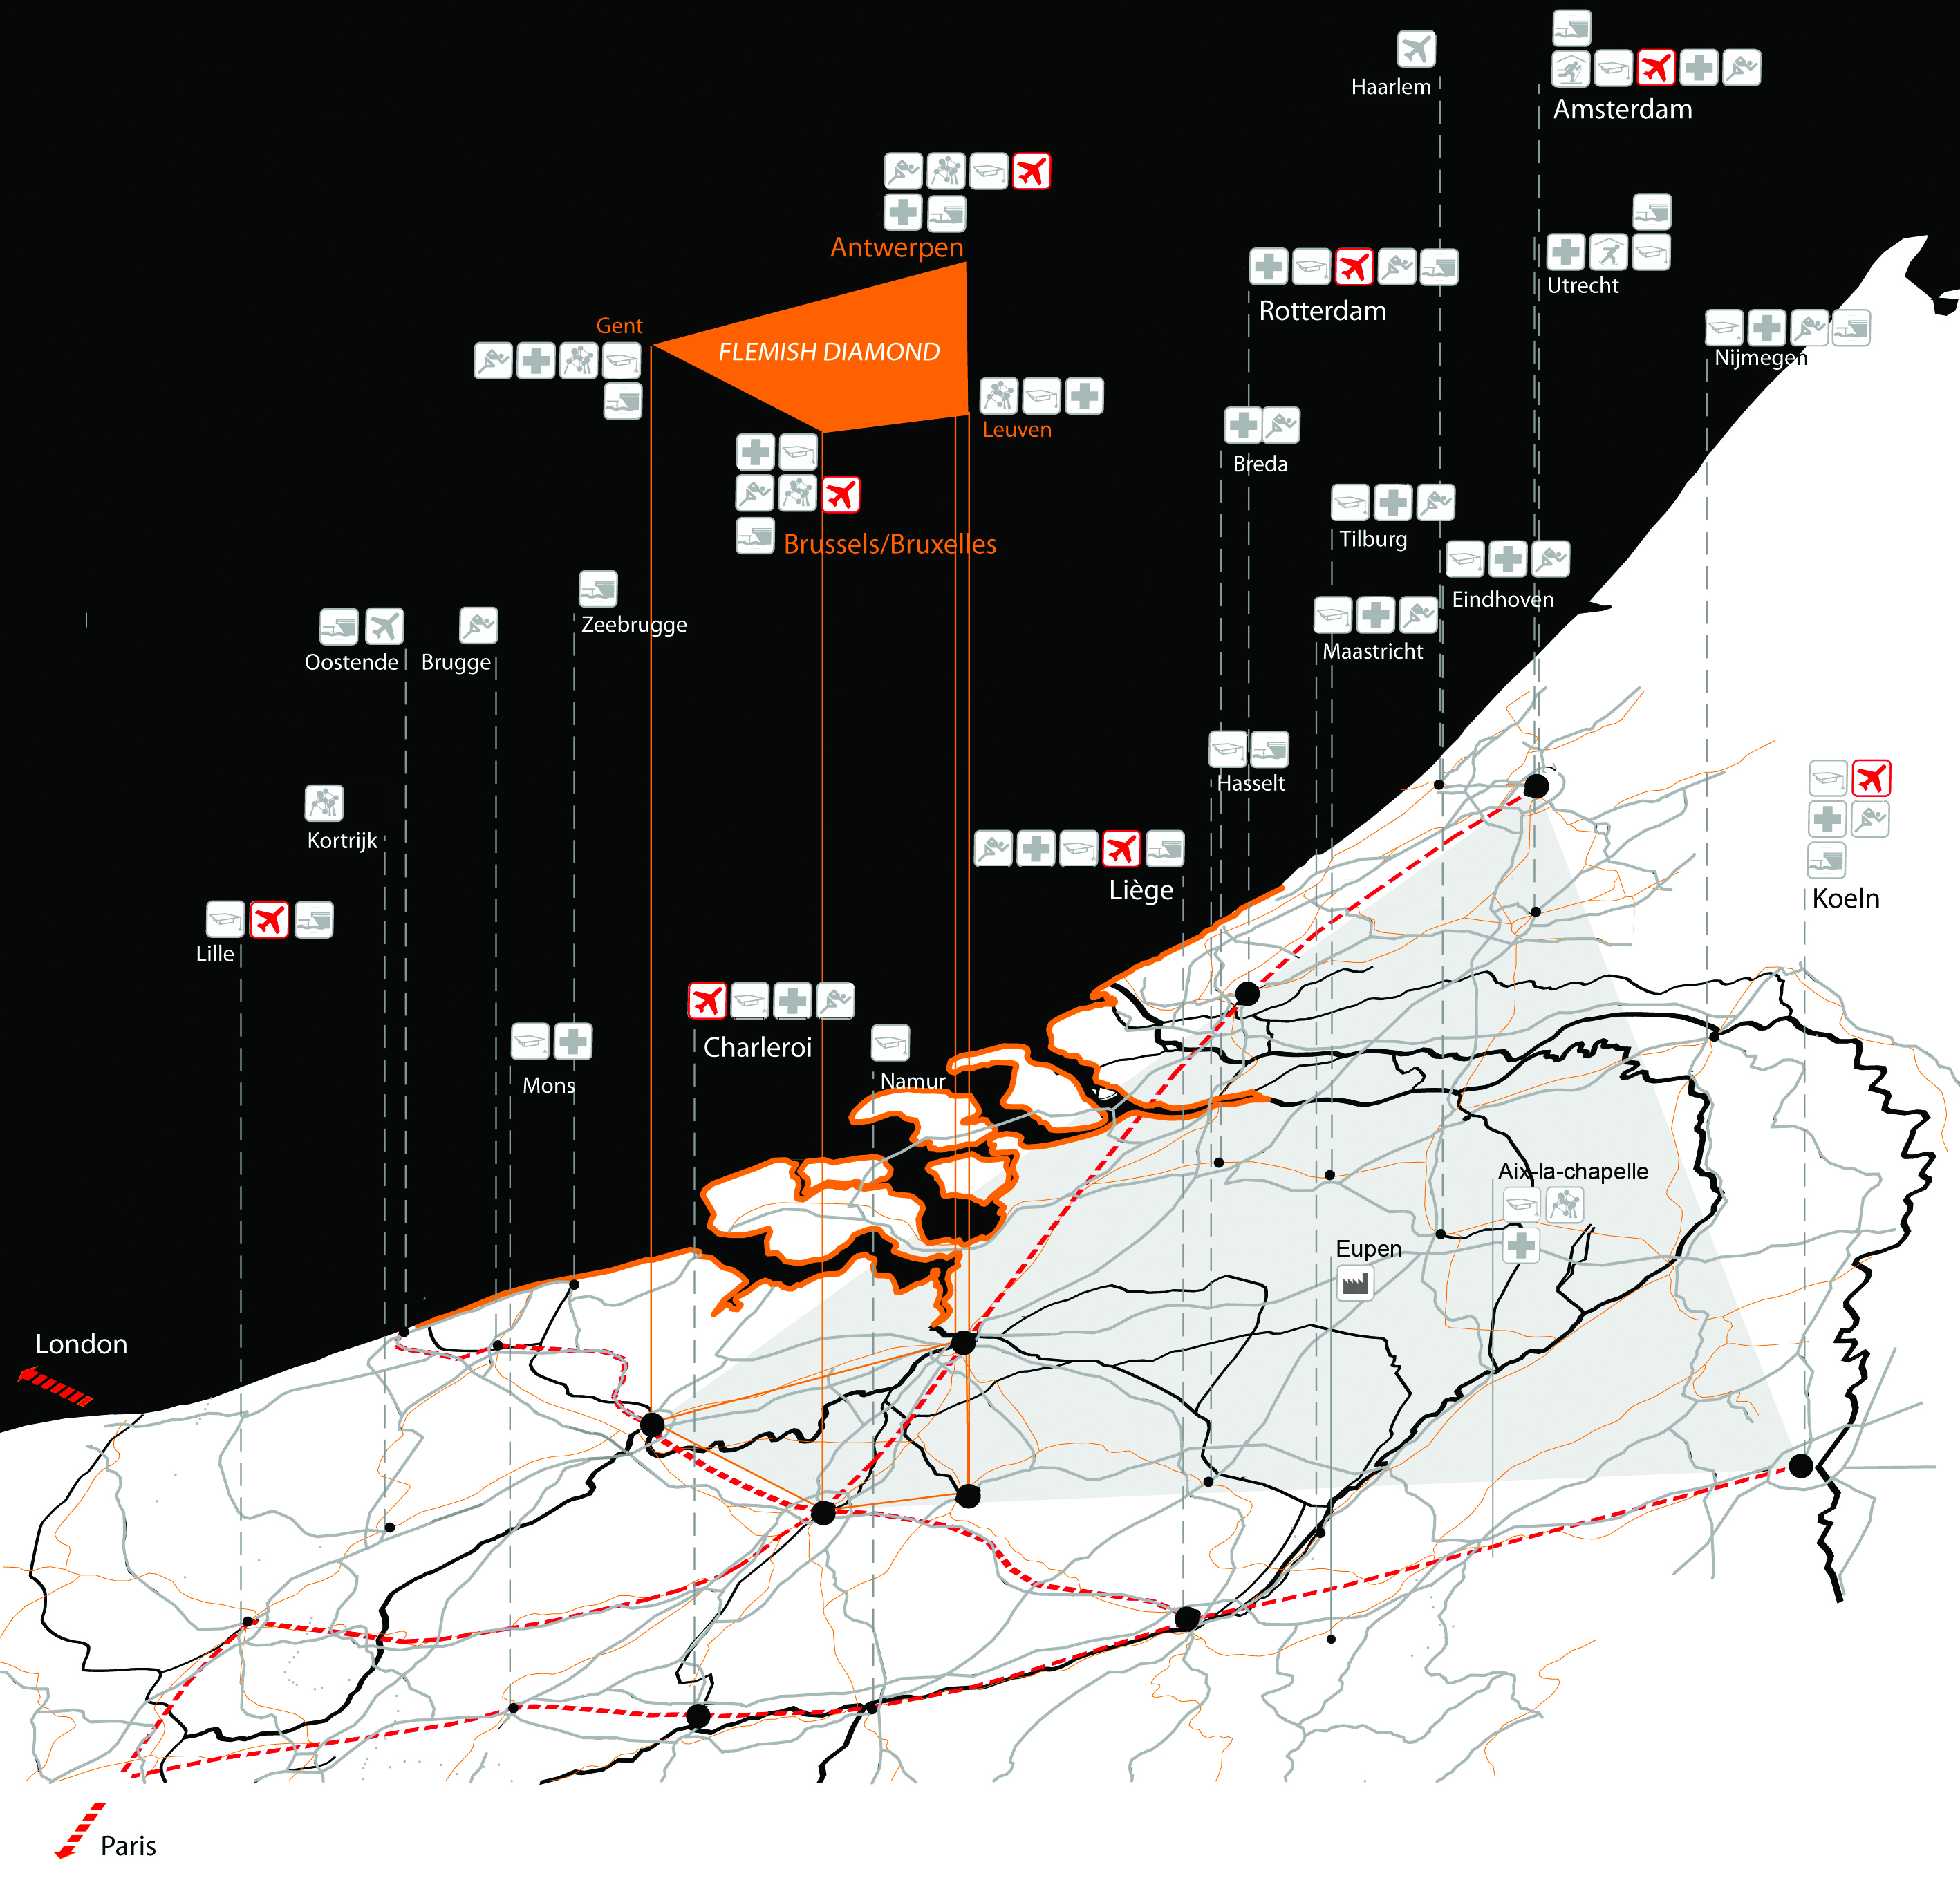 Haarlem
Amsterdam
Antwerpen
Utrecht
Rotterdam
Gent
FLEMISH DIAMOND
Nijmegen
Leuven
Breda
Brussels/Bruxelles
Tilburg
Eindhoven
Zeebrugge
Maastricht
Oostende
Brugge
Hasselt
Kortrijk
Liège
Koeln
Lille
Charleroi
Namur
Mons
Aix-la-chapelle
Eupen
London
Paris